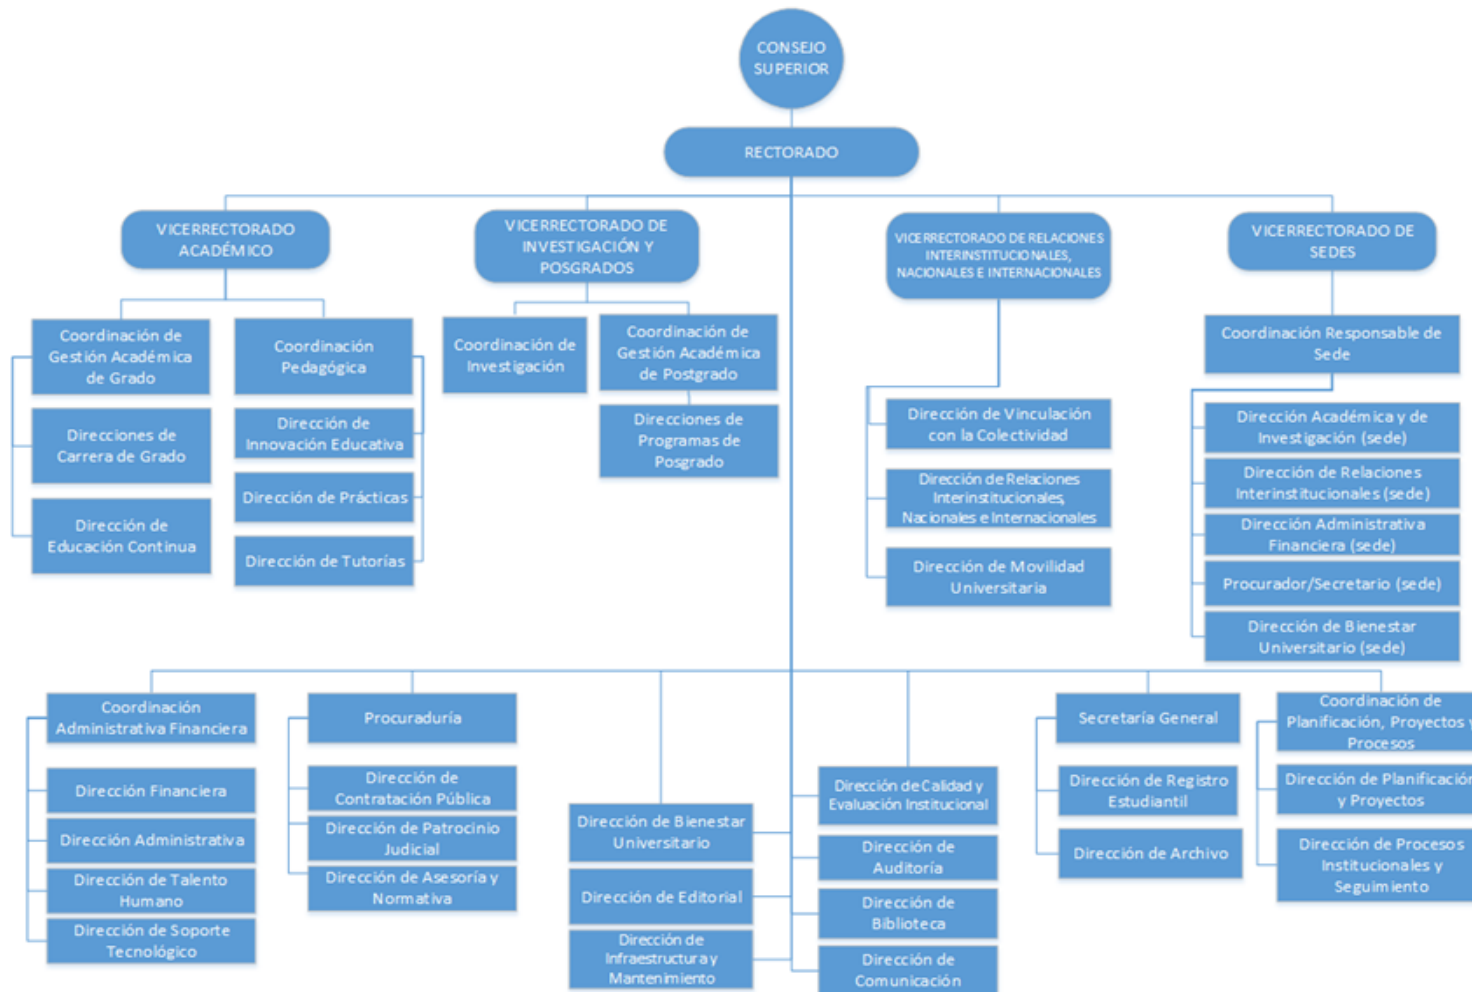 CONSEJO
SUPERIOR
RECTORADO
VICERRECTORADO
ACADÉMICO
VICERRECTORADO DE
INVESTIGACIÓN Y
POSGRADOS
VICERRECTORADO DE RELACIONES
INTERINSTITUCIONALES,
NACIONALES E INTERNACIONALES
VICERRECTORADO DE
SEDES
Coordinación de
Gestión Académica
de Grado
Direcciones de
Carrera de Grado
Dirección de
Educación Continua
Coordinación
Pedagógica
Dirección de
Innovación Educativa
Dirección de Prácticas
Dirección de Tutorías
Coordinación de
Investigación
Coordinación de
Gestión Académica
de Postgrado
Direcciones de
Programas de
Posgrado
Dirección de Vinculación
con la Colectividad
Dirección de Relaciones
Interinstitucionales,
Nacionales e Internacionales
Dirección de Movilidad
Universitaria
Coordinación Responsable de
Sede
Dirección Académica y de
Investigación (sede)
Dirección de Relaciones
Interinstitucionales (sede)
Dirección Administrativa
Financiera (sede)
Procurador/Secretario (sede)
Dirección de Bienestar
Universitario (sede)
Coordinación
Administrativa Financiera
Dirección Financiera
Dirección Administrativa
Dirección de Talento
Humano
Dirección de Soporte
Tecnológico
Procuraduría
Dirección de
Contratación Pública
Dirección de Patrocinio
Judicial
Dirección de Asesoría y
Normativa
Dirección de Bienestar
Universitario
Dirección de Editorial
Dirección de
Infraestructura y
Mantenimiento
Dirección de Calidad y
Evaluación Institucional
Dirección de
Auditoría
Dirección de
Biblioteca
Dirección de
Comunicación
Secretaría General
Dirección de Registro
Estudiantil
Dirección de Archivo
Coordinación de
Planificación, Proyectos y
Procesos
Dirección de Planificación
y Proyectos
Dirección de Procesos
Institucionales y
Seguimiento